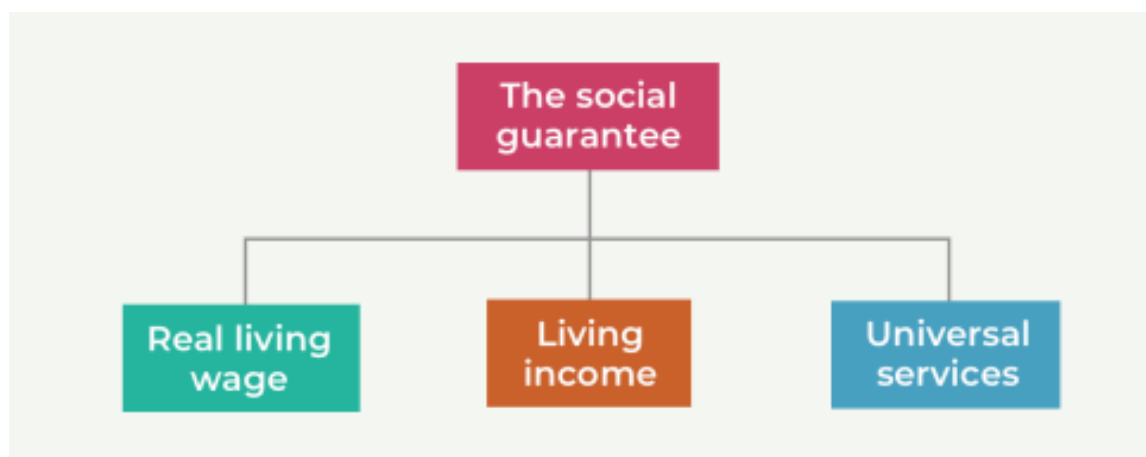 The social
guarantee
Real living
wage
Living
income
Universal
services